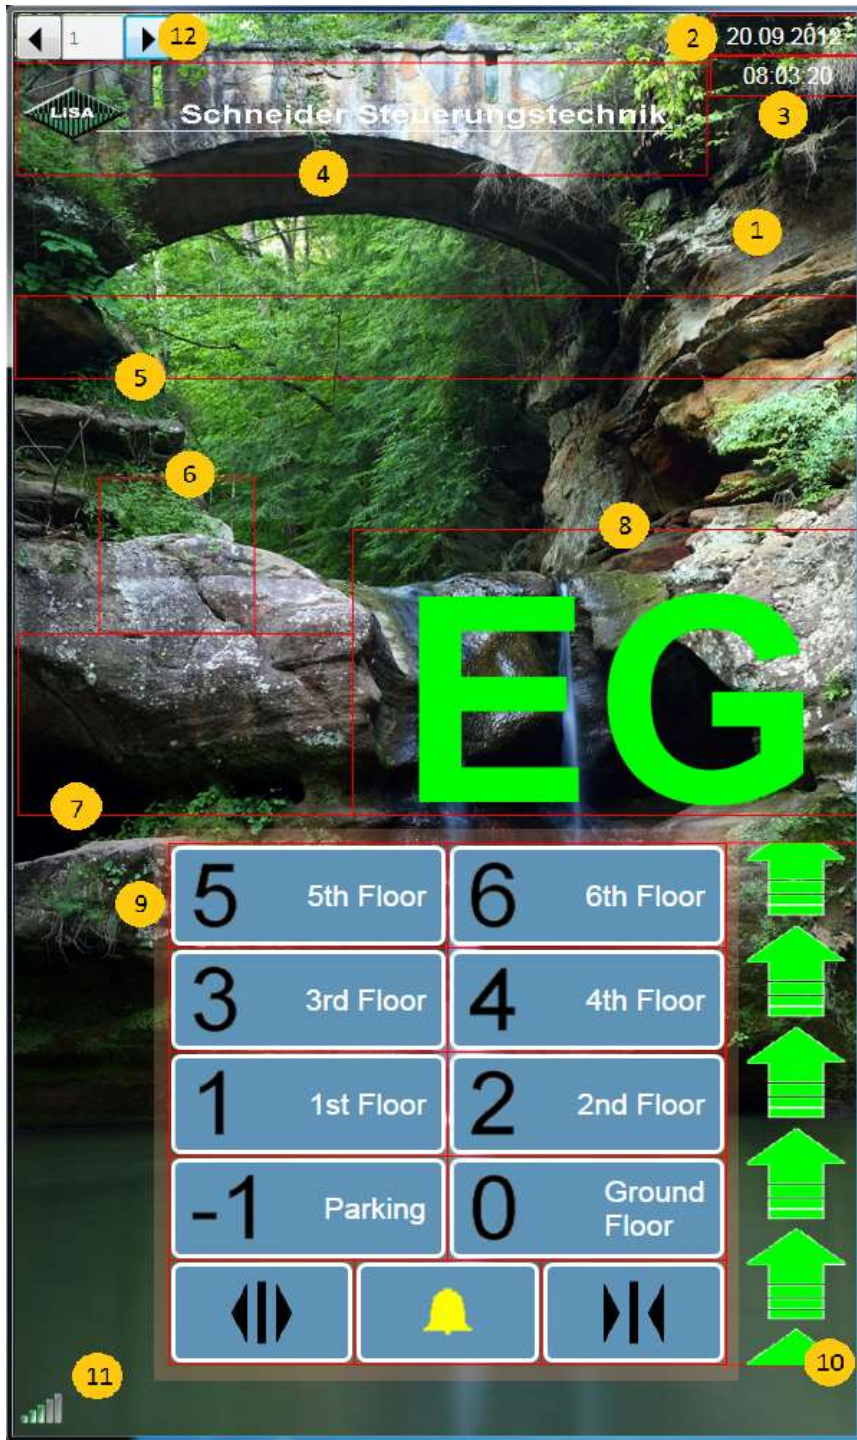 1
12
2
20.09.2012
08:03:20
3
LiSA
Schneider Steuerungstechnik
4
1
5
6
8
EG
7
9
5 5th Floor
6 6th Floor
3 3rd Floor
4 4th Floor
1 1st Floor
2 2nd Floor
-1 Parking
0 Ground
Floor
11
10